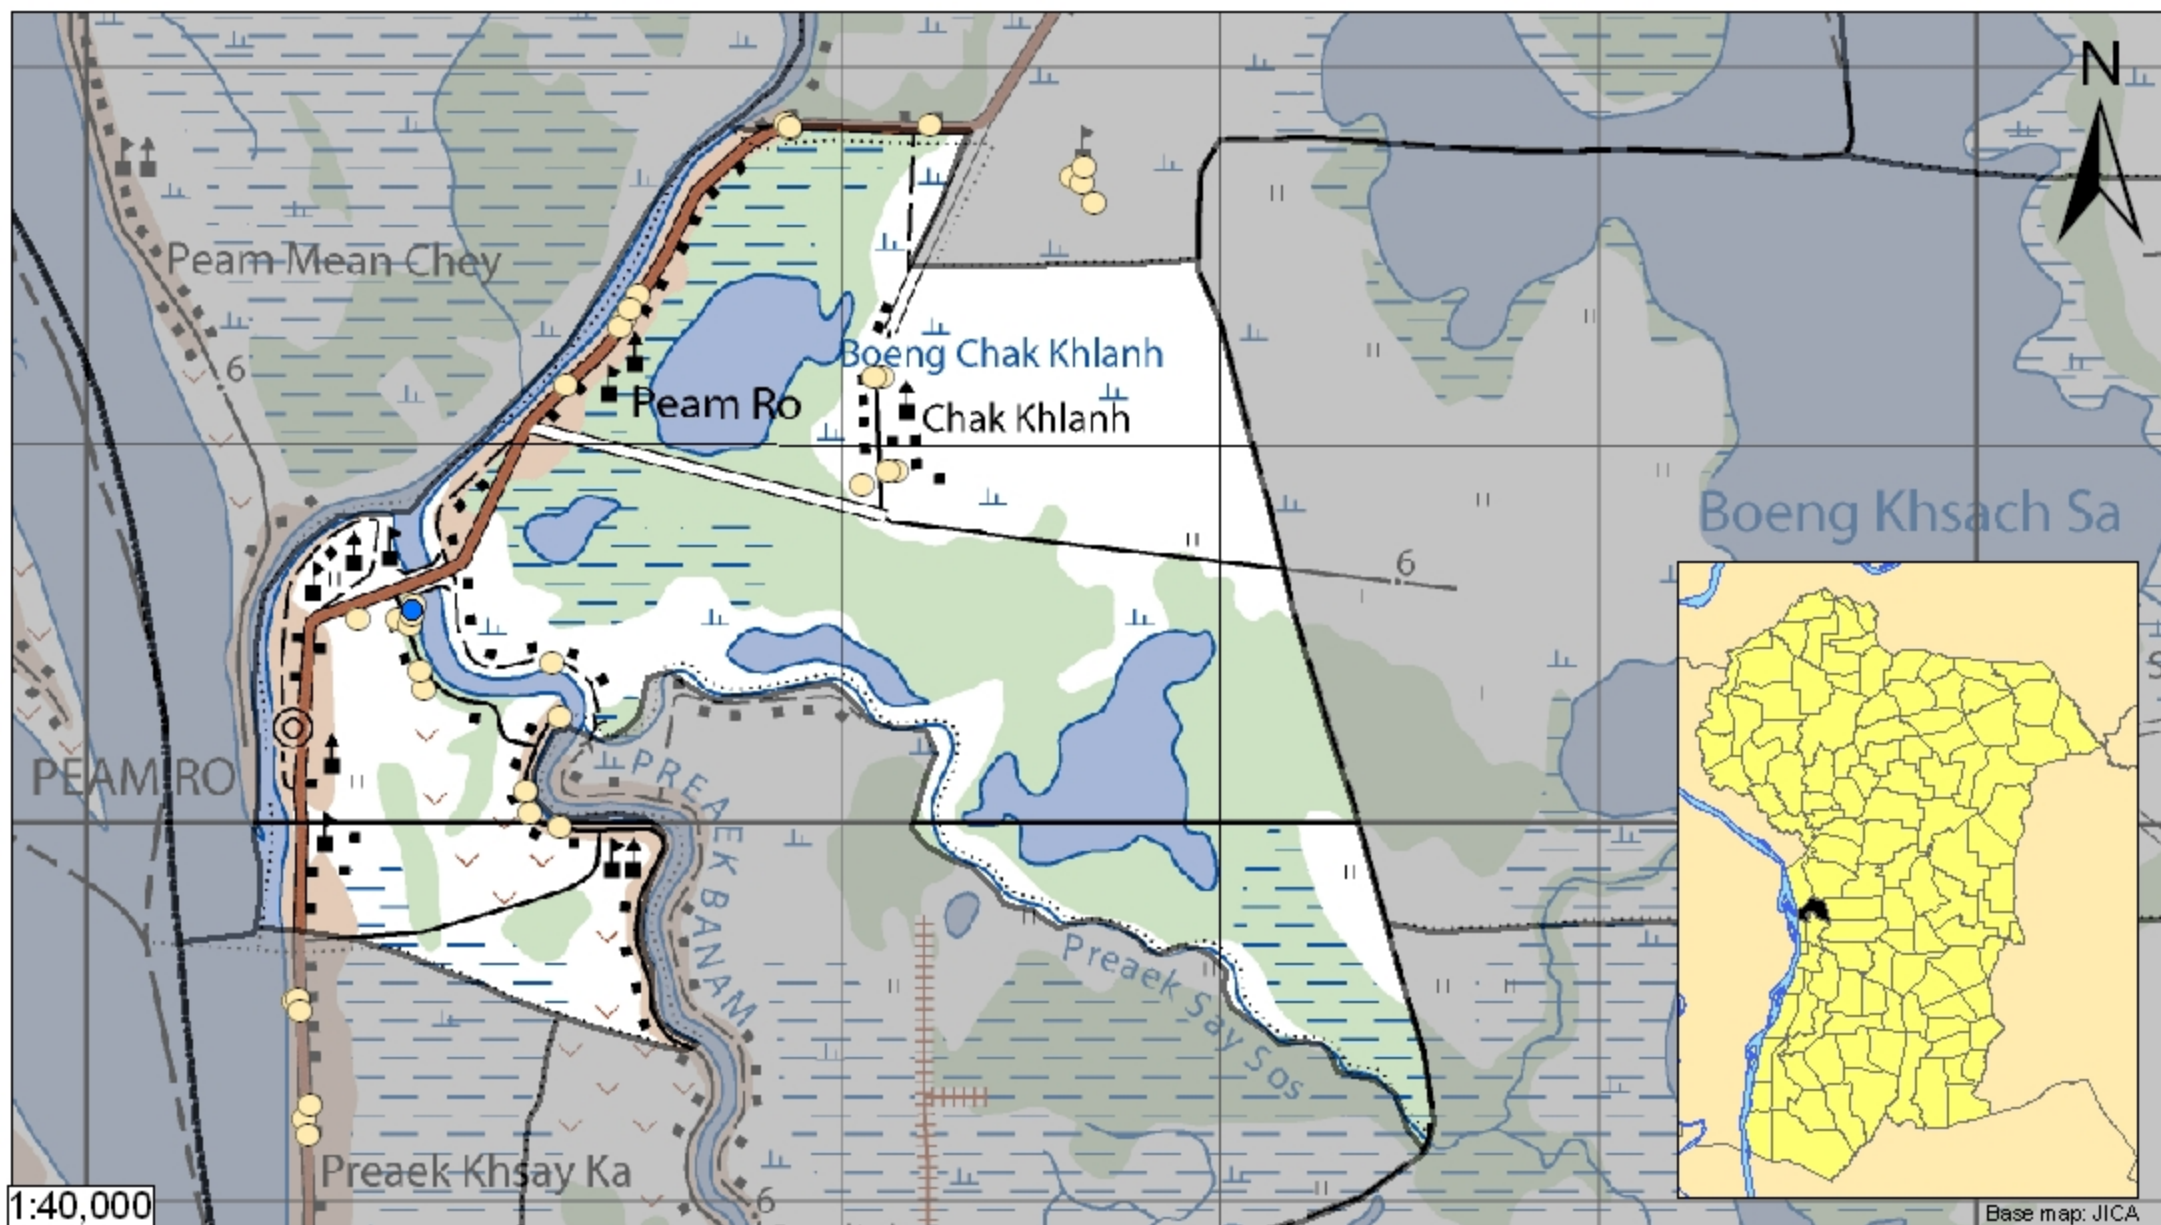 N
Peam Mean Chey
6
Boeng Chak Khlanh
Peam Ro
Chak Khlanh
Boeng Khsach Sa
6
PEAM RO
PREAEK BANAM
Preaek Say Sos
Preaek Khsay Ka
6
1:40,000
Base map: JICA